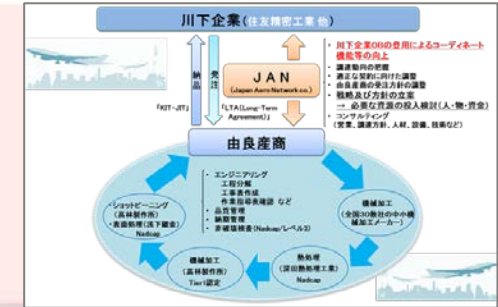 川下企業(住友精密工業 他)
納品
受注
JAN
(Japan Aero Network co.)
「KIT・JIT」
「LTA(Long-Term
Agreement)」
・川下企業OBの登用によるコーディネート
機能等の向上
・調達動向の把握
・適正な契約に向けた調整
・由良産商の受注方針の調整
・戦略及び方針の立案
→ 必要な資源の投入検討(人・物・資金)
・コンサルティング
(営業、調達方針、人材、設備、技術など)
由良産商
・エンジニアリング
工程分解
工事表作成
作業指導表確認 など
・品質管理
・納期管理
・非破壊検査(Nadcap/レベル3)
・ショットピーニング
(高林製作所)
・表面処理(浅下鍍金)
Nadcap
機械加工
(全国30数社の中小機
械加工メーカー)
機械加工
(高林製作所)
Tier1認定
熱処理
(深田熱処理工業)
Nadcap